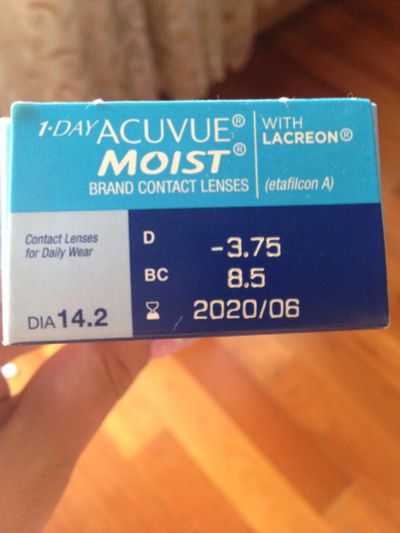 1·DAY ACUVUE® MOIST®
BRAND CONTACT LENSES
WITH
LACREON®
(etafilcon A)
Contact Lenses
for Daily Wear
DIA 14.2
D -3.75
BC 8.5
2020/06